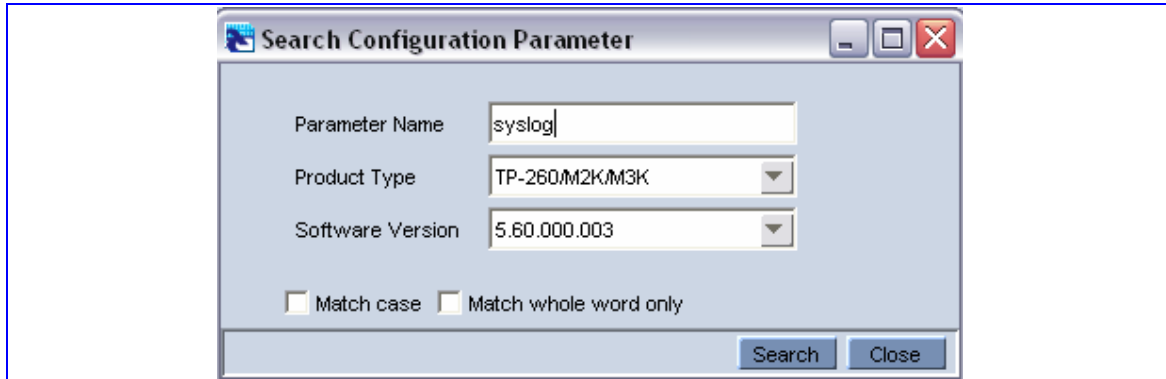 Search Configuration Parameter
Parameter Name syslog
Product Type TP-260/M2K/M3K
Software Version 5.60.000.003
Match case Match whole word only
Search Close